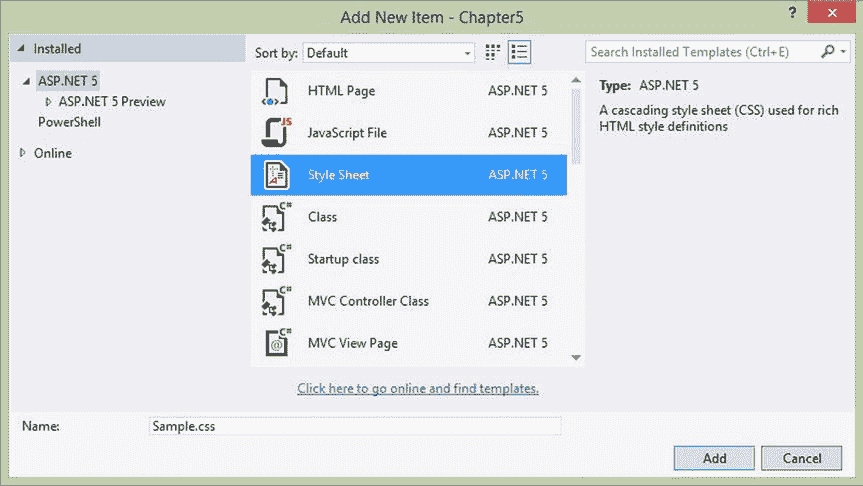 Add New Item - Chapter5
?
Installed
ASP.NET 5
ASP.NET 5 Preview
PowerShell
Online
Sort by: Default
Search Installed Templates (Ctrl+E)
HTML Page ASP.NET 5
JS
JavaScript File ASP.NET 5
A
Style Sheet ASP.NET 5
C#
Class ASP.NET 5
C#
Startup class ASP.NET 5
C#
MVC Controller Class ASP.NET 5
C#
@
MVC View Page ASP.NET 5
Type: ASP.NET 5
A cascading style sheet (CSS) used for rich
HTML style definitions
Click here to go online and find templates.
Name: Sample.css
Add Cancel